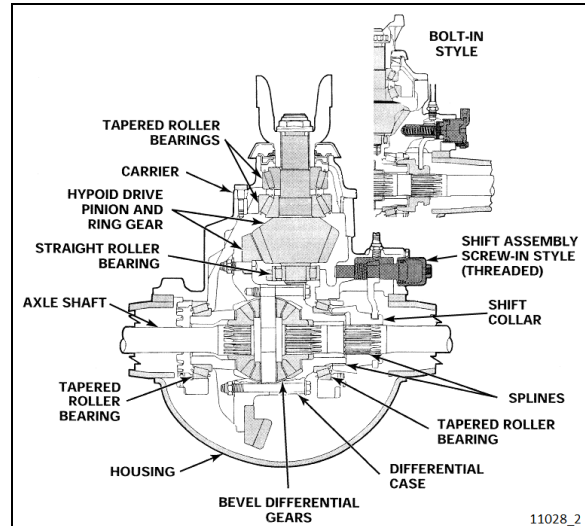 BOLT-IN
STYLE
TAPERED ROLLER
BEARINGS
CARRIER
HYPOID DRIVE
PINION AND
RING GEAR
STRAIGHT ROLLER
BEARING
SHIFT ASSEMBLY
SCREW-IN STYLE
(THREADED)
AXLE SHAFT
SHIFT
COLLAR
TAPERED
ROLLER
BEARING
SPLINES
TAPERED ROLLER
BEARING
HOUSING
DIFFERENTIAL
CASE
BEVEL DIFFERENTIAL
GEARS
11028_2